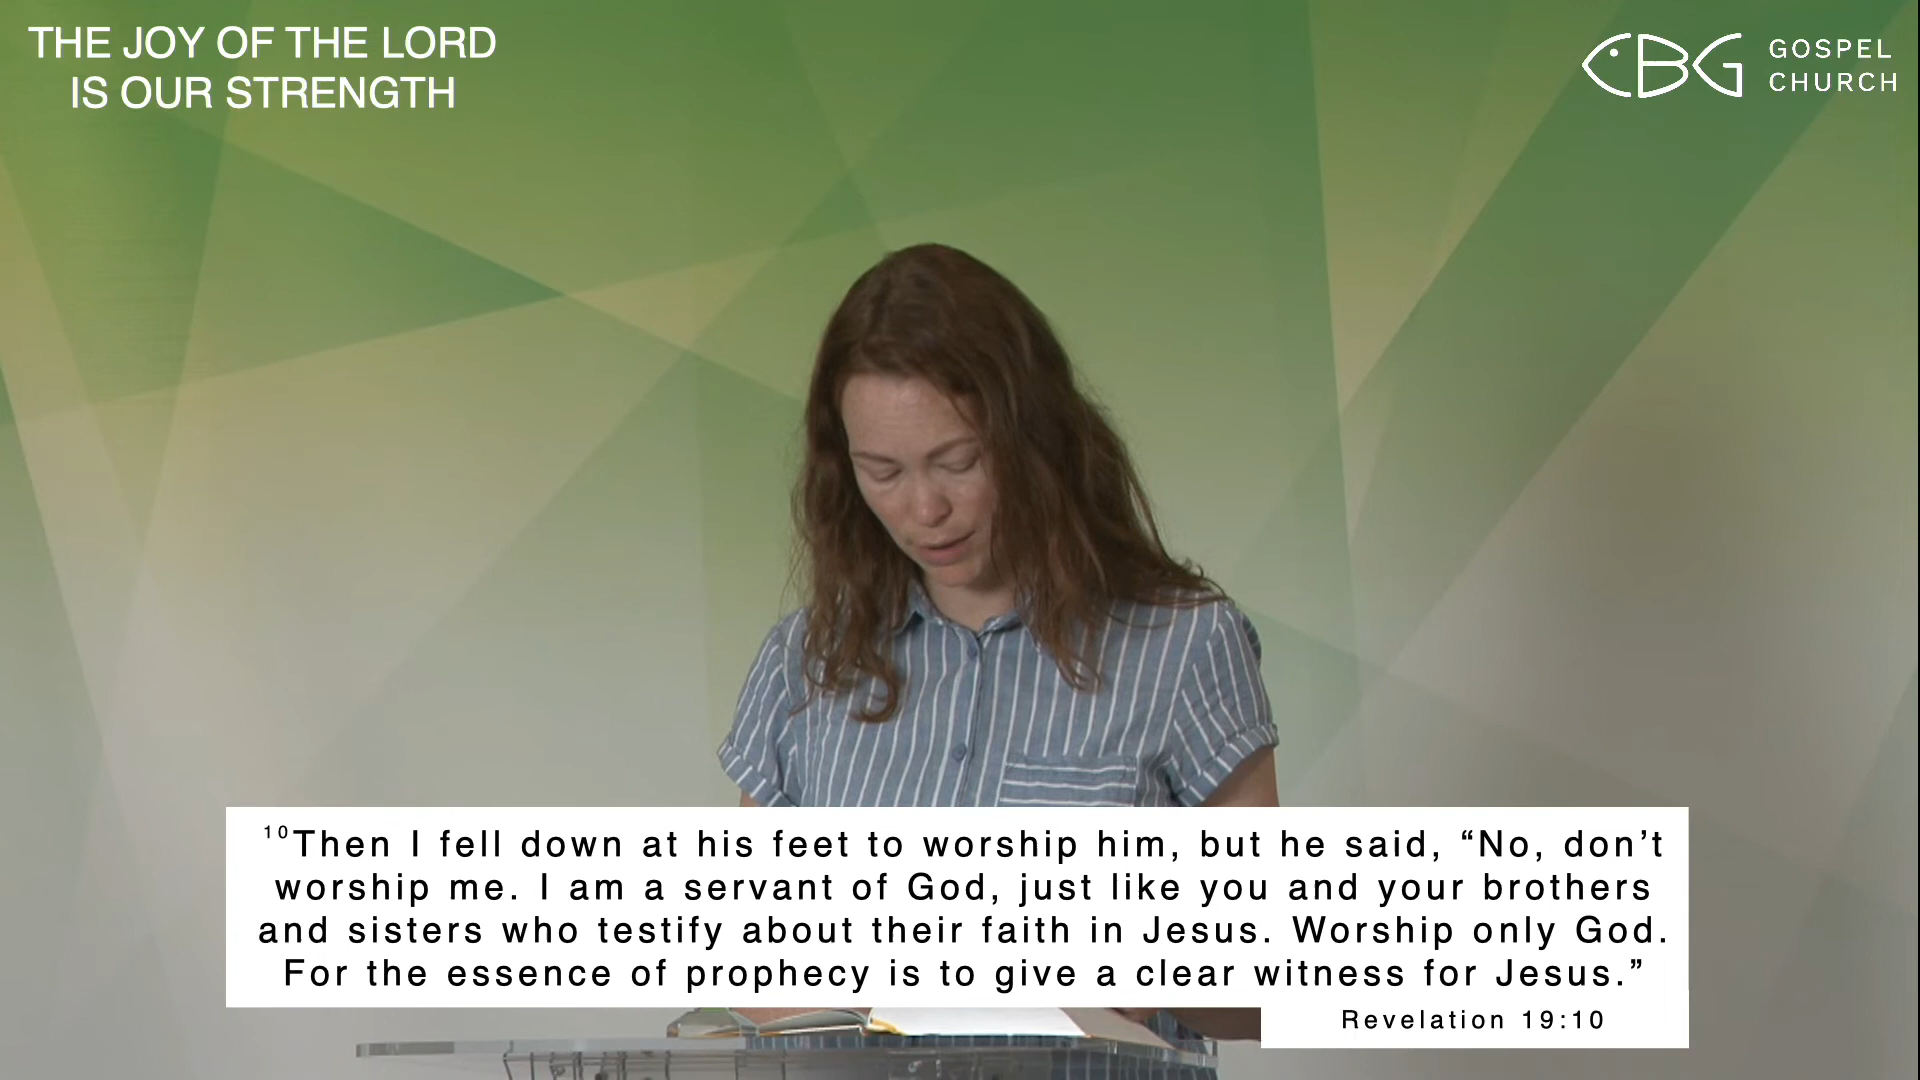 THE JOY OF THE LORD
IS OUR STRENGTH
CBG
GOSPEL
CHURCH
10Then I fell down at his feet to worship him, but he said, “No, don’t
worship me. I am a servant of God, just like you and your brothers
and sisters who testify about their faith in Jesus. Worship only God.
For the essence of prophecy is to give a clear witness for Jesus.”
Revelation 19:10